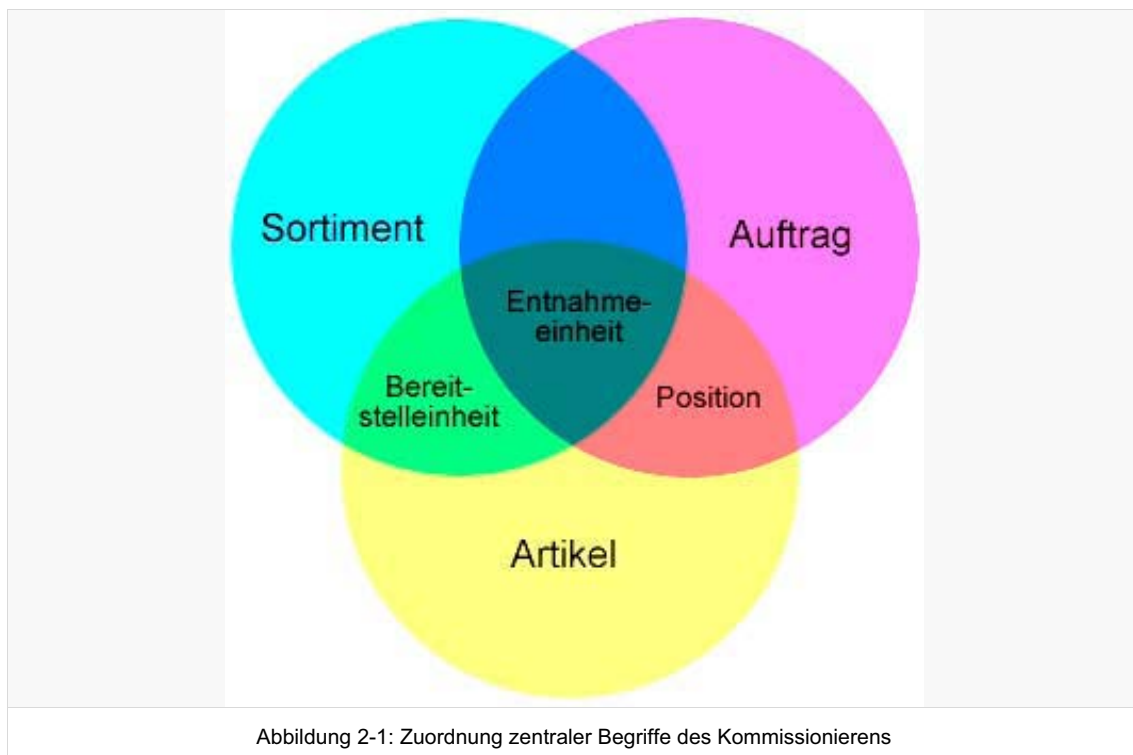 Sortiment
Auftrag
Entnahme-
einheit
Bereit-
stelleinheit
Position
Artikel
Abbildung 2-1: Zuordnung zentraler Begriffe des Kommissionierens